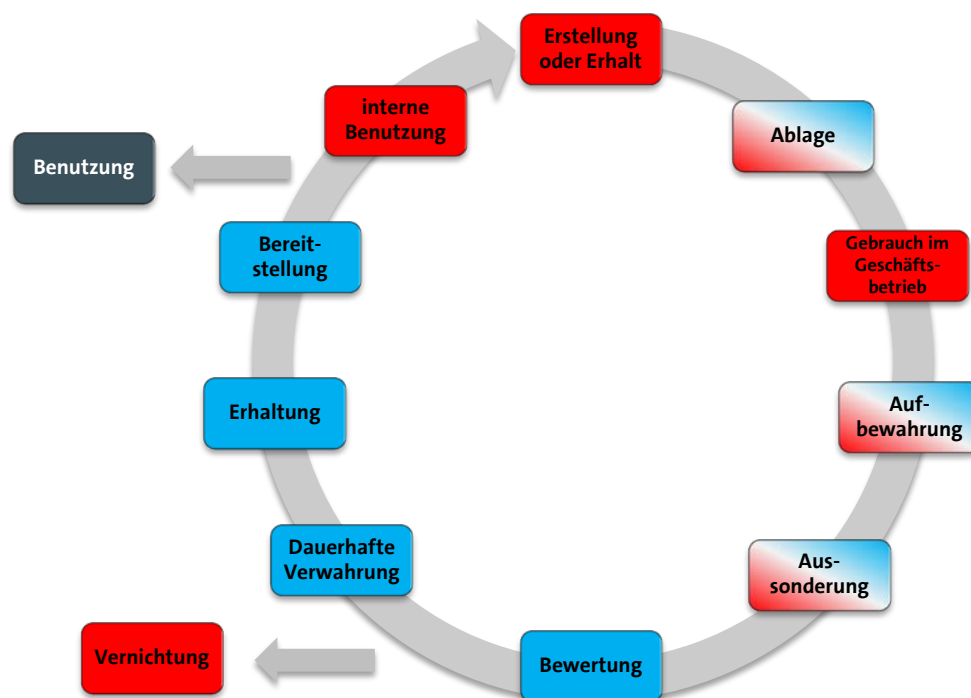 Erstellung
oder Erhalt
Ablage
Gebrauch im
Geschäfts-
betrieb
Auf-
bewahrung
Aus-
sonderung
Bewertung
Vernichtung
Dauerhafte
Verwahrung
Erhaltung
Bereit-
stellung
Benutzung
interne
Benutzung